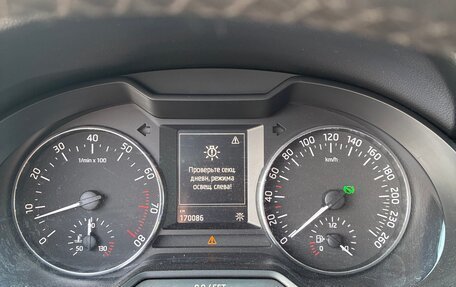 10 20 30 40 50 60 70 80
1/min x 100
50 90 130
Проверьте секц.
дневн. режима
освещ. слева!
170086
0 20 40 60 80 100 120 140 160 180 200 220 240 260
km/h
0 1/2